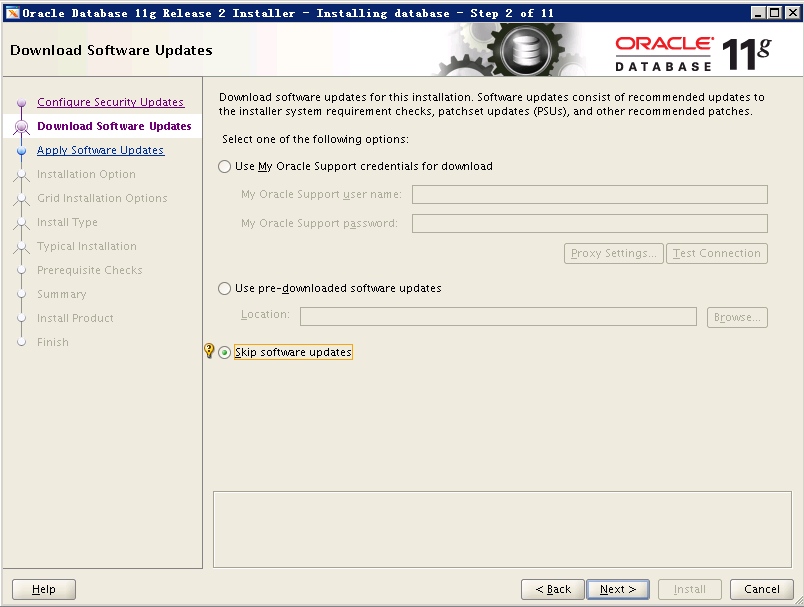 Oracle Database 11g Release 2 Installer - Installing database - Step 2 of 11
Download Software Updates
ORACLE
DATABASE
11g
Configure Security Updates
Download Software Updates
Apply Software Updates
Installation Option
Grid Installation Options
Install Type
Typical Installation
Prerequisite Checks
Summary
Install Product
Finish
Download software updates for this installation. Software updates consist of recommended updates to
the installer system requirement checks, patchset updates (PSUs), and other recommended patches.
Select one of the following options:
Use My Oracle Support credentials for download
My Oracle Support user name:
My Oracle Support password:
Proxy Settings... Test Connection
Use pre-downloaded software updates
Location: Browse...
Skip software updates
Help < Back Next > Install Cancel